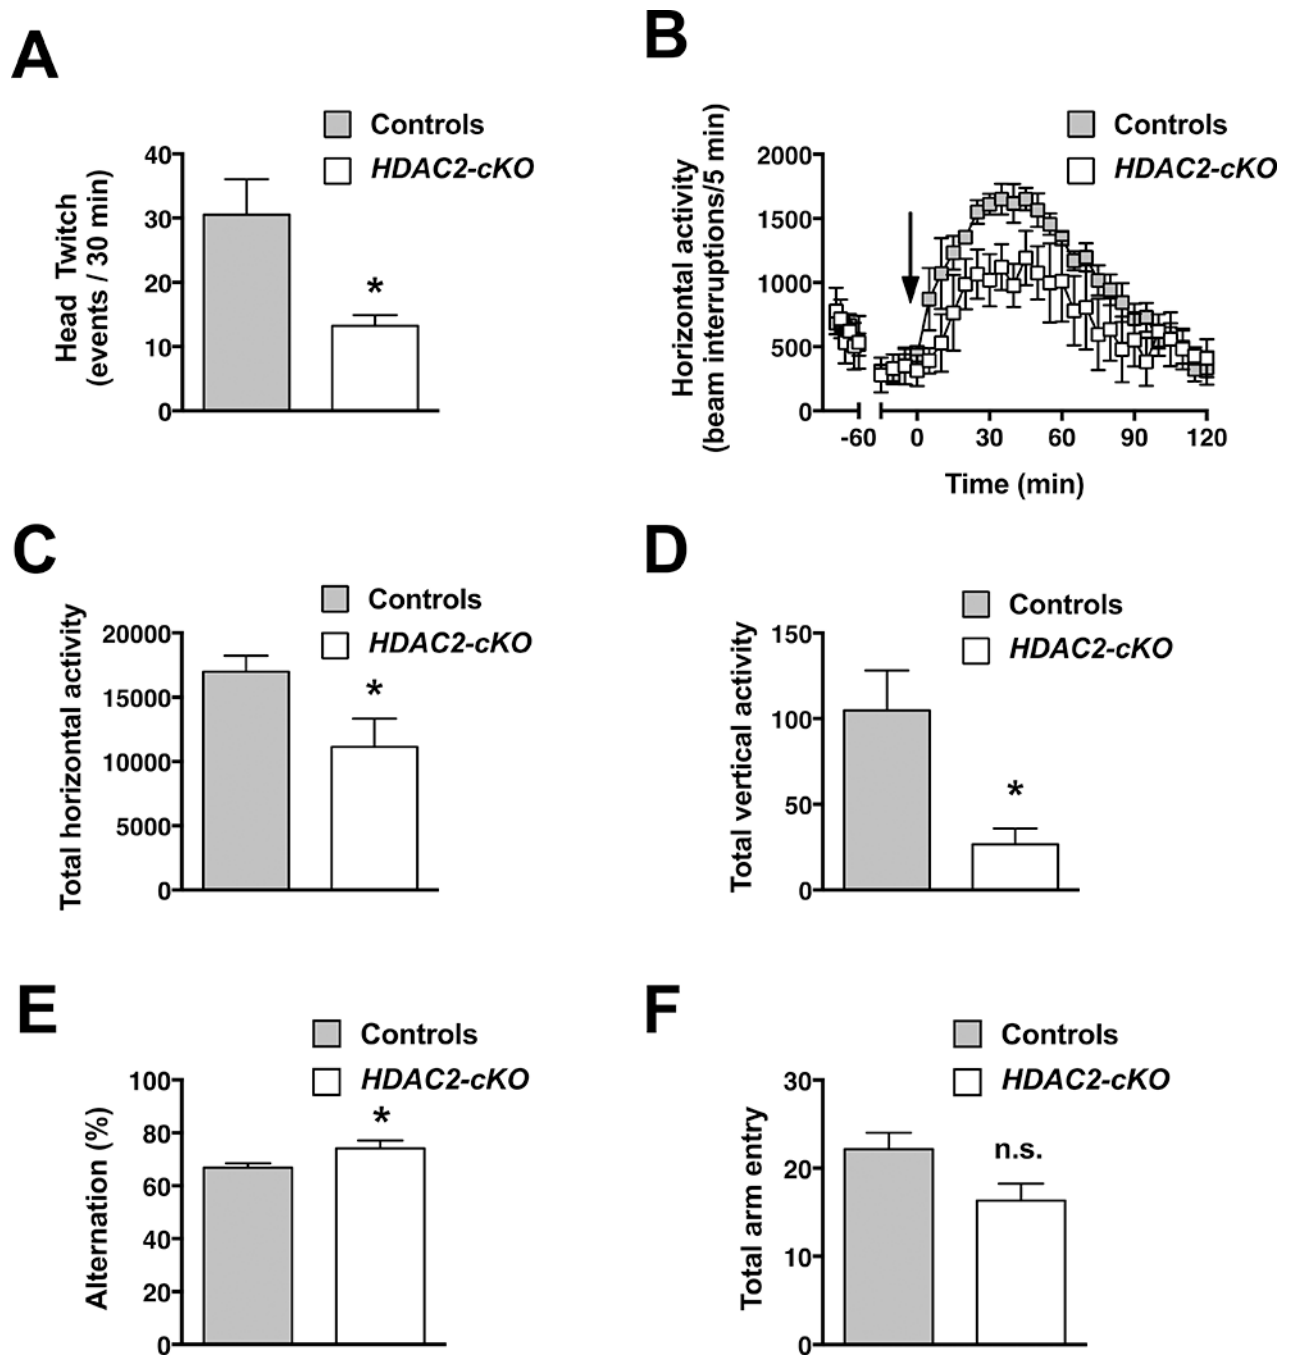 A
Controls
HDAC2-cKO
Head Twitch
(events / 30 min)
40
30
20
10
0
*
B
Controls
HDAC2-cKO
Horizontal activity
(beam interruptions/5 min)
2000
1500
1000
500
0
-60 0 30 60 90 120
Time (min)
C
Controls
HDAC2-cKO
Total horizontal activity
20000
15000
10000
5000
0
*
D
Controls
HDAC2-cKO
Total vertical activity
150
100
50
0
*
E
Controls
HDAC2-cKO
Alternation (%)
100
80
60
40
20
0
*
F
Controls
HDAC2-cKO
Total arm entry
30
20
10
0
n.s.